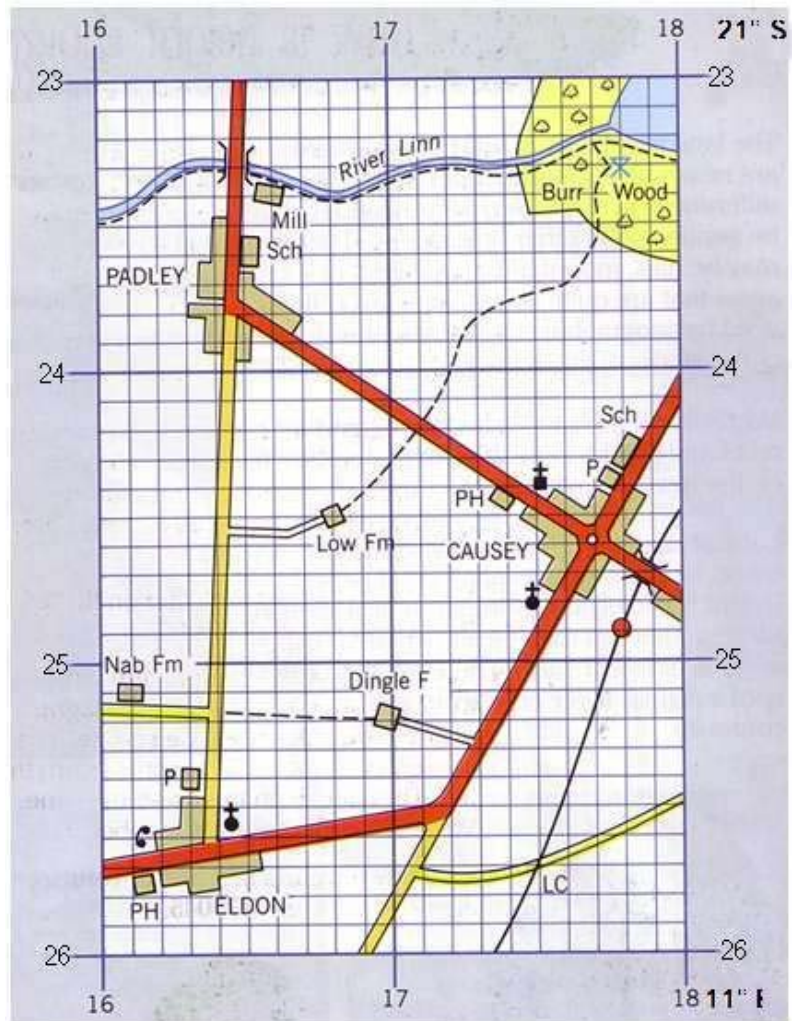 16 17 18 21° S
23 23
River Linn
Burr Wood
Mill
Sch
PADLEY
24 24
Sch
P
PH
Low Fm
CAUSEY
25 25
Nab Fm
Dingle F
P
LC
PH ELDON
26 26
16 17 18 11°